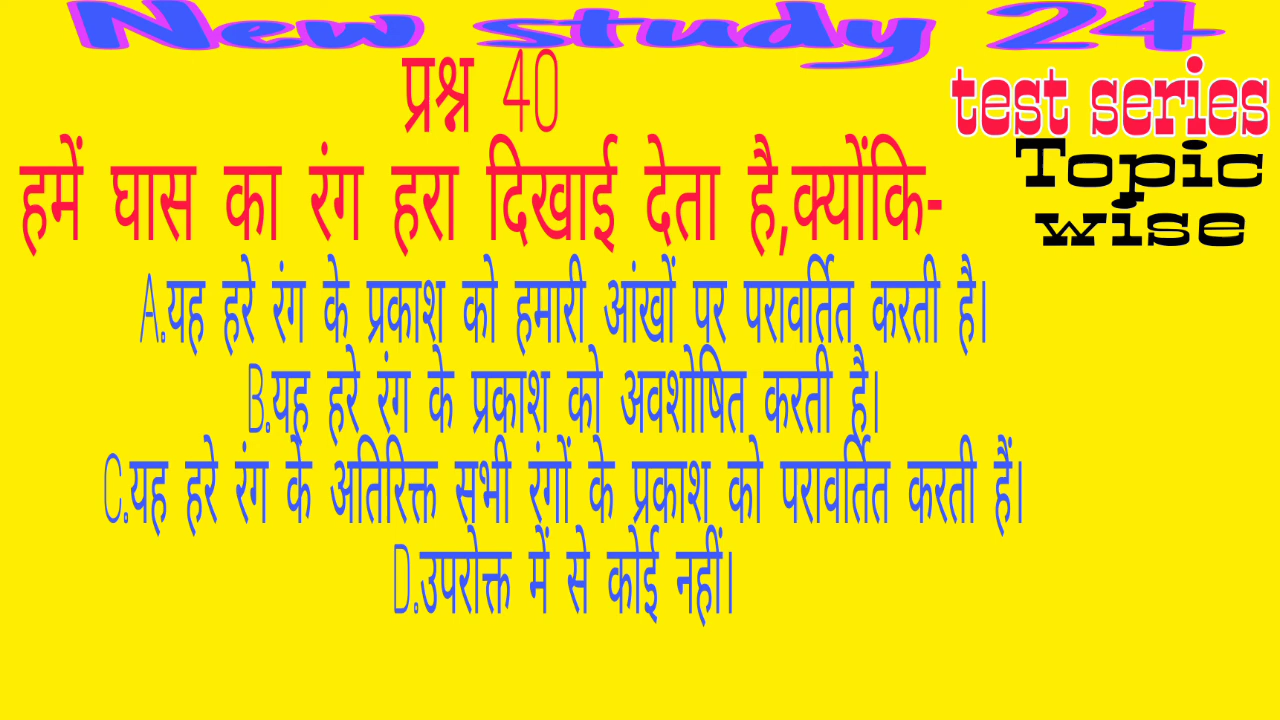 New study 24
test series
Topic
wise
प्रश्न 40
हमें घास का रंग हरा दिखाई देता है,क्योंकि-
A.यह हरे रंग के प्रकाश को हमारी आंखों पर परावर्तित करती है।
B.यह हरे रंग के प्रकाश को अवशोषित करती है।
C.यह हरे रंग के अतिरिक्त सभी रंगों के प्रकाश को परावर्तित करती हैं।
D.उपरोक्त में से कोई नहीं।